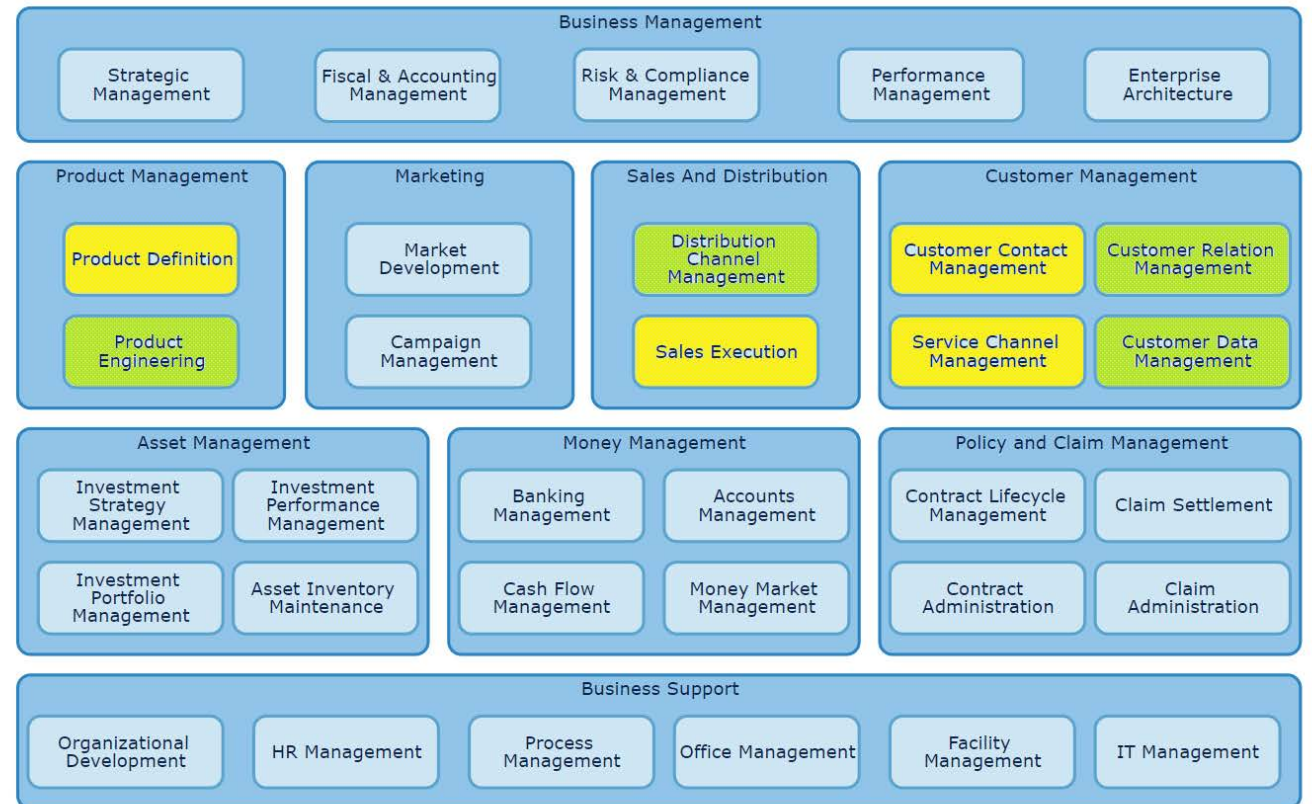 Business Management
Strategic
Management
Fiscal & Accounting
Management
Risk & Compliance
Management
Performance
Management
Enterprise
Architecture
Product Management
Product Definition
Product
Engineering
Marketing
Market
Development
Campaign
Management
Sales And Distribution
Distribution
Channel
Management
Sales Execution
Customer Management
Customer Contact
Management
Customer Relation
Management
Service Channel
Management
Customer Data
Management
Asset Management
Investment
Strategy
Management
Investment
Performance
Management
Investment
Portfolio
Management
Asset Inventory
Maintenance
Money Management
Banking
Management
Accounts
Management
Cash Flow
Management
Money Market
Management
Policy and Claim Management
Contract Lifecycle
Management
Claim Settlement
Contract
Administration
Claim
Administration
Business Support
Organizational
Development
HR Management
Process
Management
Office Management
Facility
Management
IT Management